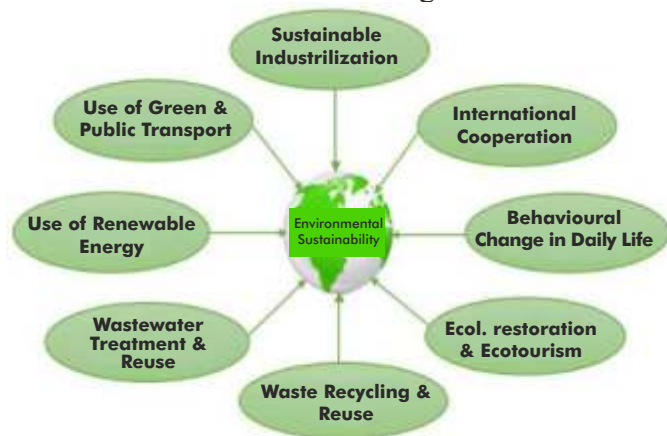 Sustainable
Industrilization
Use of Green &
Public Transport
International
Cooperation
Use of Renewable
Energy
Environmental
Sustainability
Behavioural
Change in Daily Life
Wastewater
Treatment &
Reuse
Ecol. restoration
& Ecotourism
Waste Recycling &
Reuse